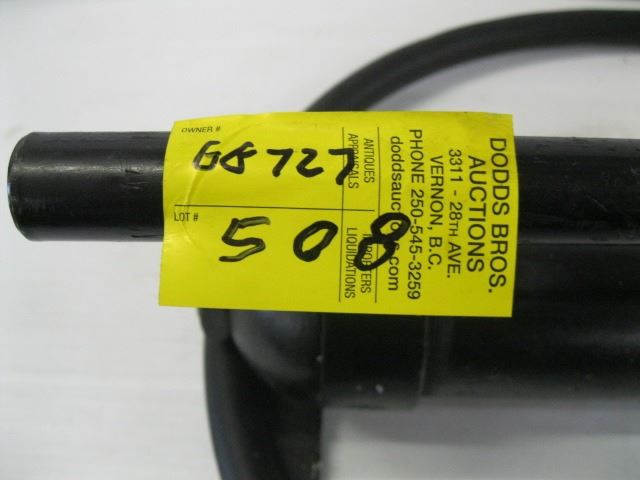 OWNER #
68727
LOT #
508
ANTIQUES
APPRAISALS
LIQUIDATIONS
DODDS BROS.
AUCTIONS
3311 - 28TH AVE.
VERNON, B.C.
PHONE 250-545-3259